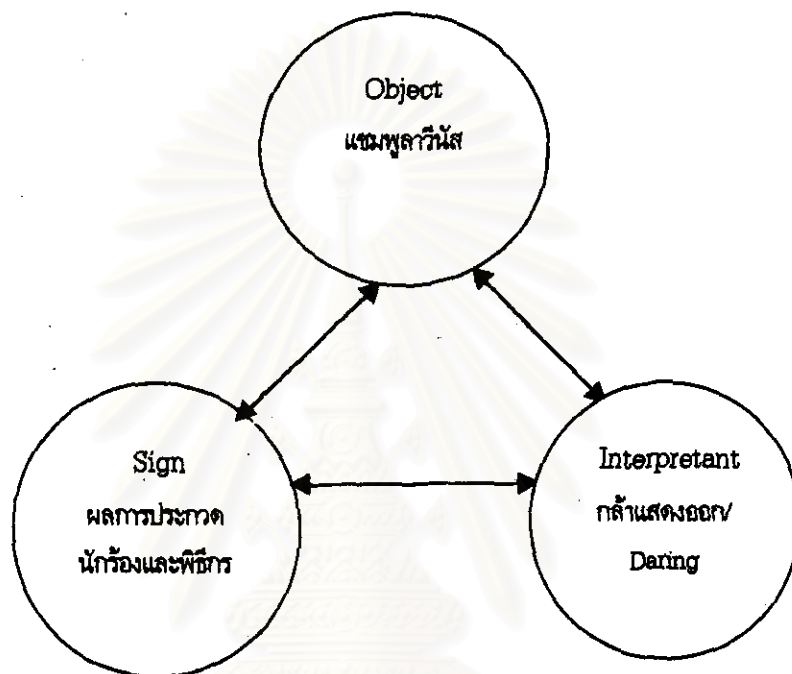 Object
แชมพูลาวีนัส
Sign
ผลการประกวด
นักร้องและพิธีกร
Interpretant
กล้าแสดงออก/
Daring